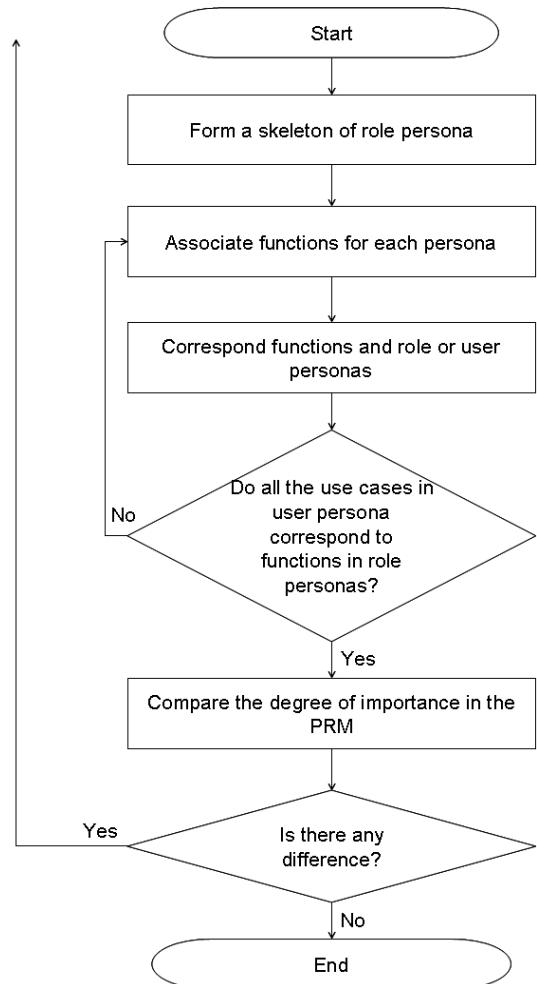 Start
Form a skeleton of role persona
Associate functions for each persona
Correspond functions and role or user
personas
Do all the use cases in
user persona
correspond to
functions in role
personas?
No
Yes
Compare the degree of importance in the
PRM
Is there any
difference?
Yes
No
End